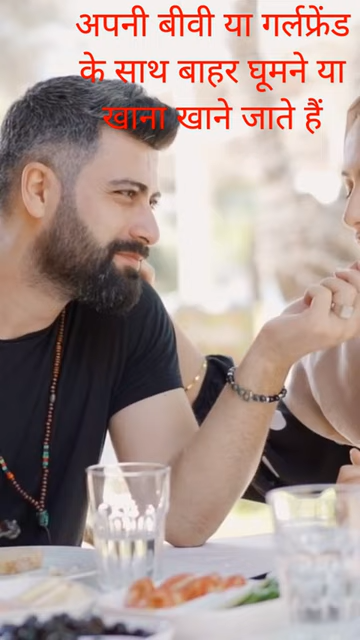 अपनी बीवी या गर्लफ्रेंड
के साथ बाहर घूमने या
खाना खाने जाते हैं